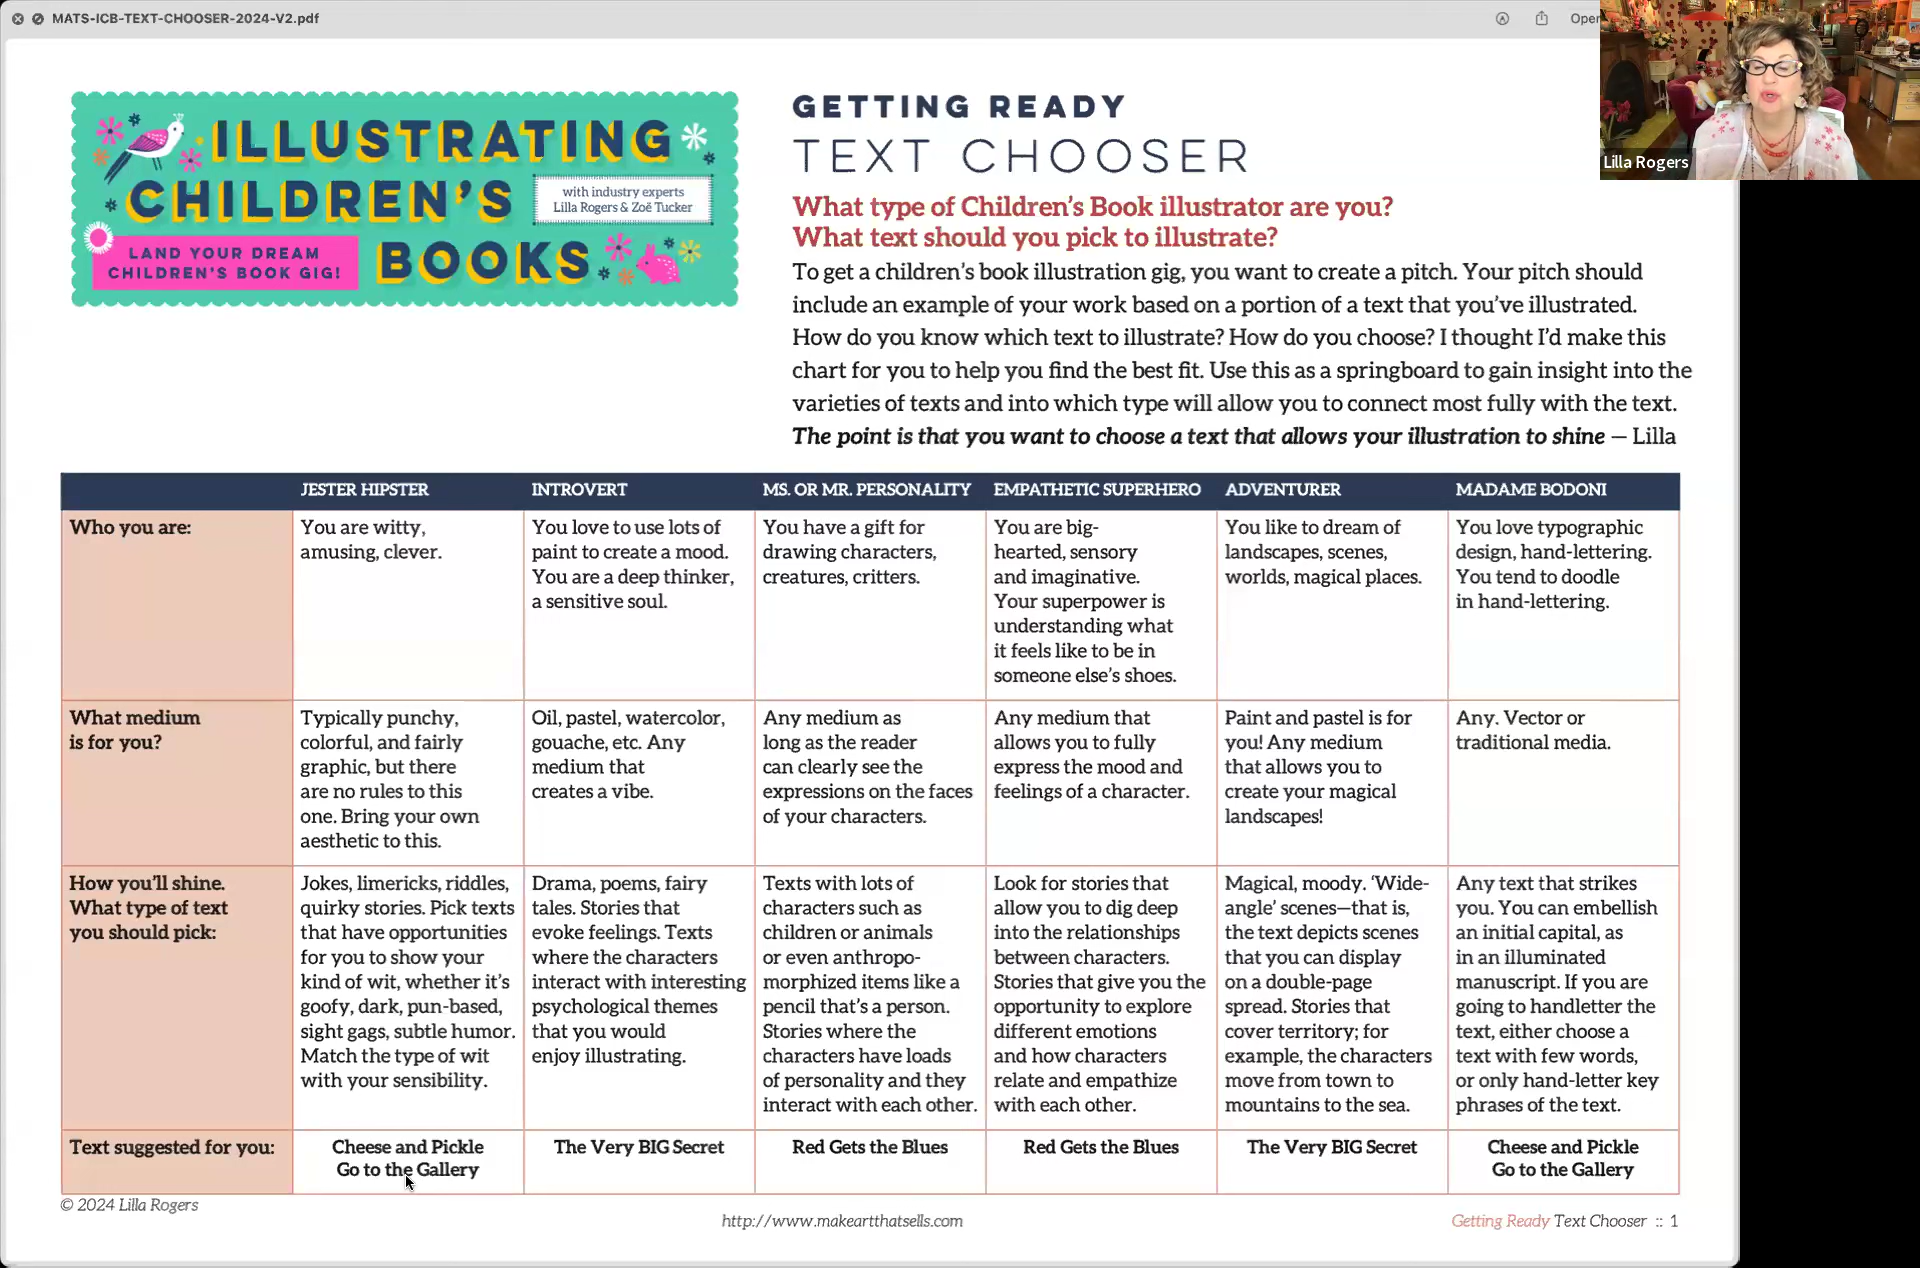 MATS-ICB-TEXT-CHOOSER-2024-V2.pdf
Lilla Rogers
ILLUSTRATING
CHILDREN'S
BOOKS
with industry experts
Lilla Rogers & Zoë Tucker
LAND YOUR DREAM
CHILDREN'S BOOK GIG!
GETTING READY
TEXT CHOOSER
What type of Children's Book illustrator are you?
What text should you pick to illustrate?
To get a children's book illustration gig, you want to create a pitch. Your pitch should
include an example of your work based on a portion of a text that you've illustrated.
How do you know which text to illustrate? How do you choose? I thought I'd make this
chart for you to help you find the best fit. Use this as a springboard to gain insight into the
varieties of texts and into which type will allow you to connect most fully with the text.
The point is that you want to choose a text that allows your illustration to shine — Lilla
JESTER HIPSTER
INTROVERT
MS. OR MR. PERSONALITY
EMPATHETIC SUPERHERO
ADVENTURER
MADAME BODONI
Who you are:
You are witty,
amusing, clever.
You love to use lots of
paint to create a mood.
You are a deep thinker,
a sensitive soul.
You have a gift for
drawing characters,
creatures, critters.
You are big-
hearted, sensory
and imaginative.
Your superpower is
understanding what
it feels like to be in
someone else's shoes.
You like to dream of
landscapes, scenes,
worlds, magical places.
You love typographic
design, hand-lettering.
You tend to doodle
in hand-lettering.
What medium
is for you?
Typically punchy,
colorful, and fairly
graphic, but there
are no rules to this
one. Bring your own
aesthetic to this.
Oil, pastel, watercolor,
gouache, etc. Any
medium that
creates a vibe.
Any medium as
long as the reader
can clearly see the
expressions on the faces
of your characters.
Any medium that
allows you to fully
express the mood and
feelings of a character.
Paint and pastel is for
you! Any medium
that allows you to
create your magical
landscapes!
Any. Vector or
traditional media.
How you'll shine.
What type of text
you should pick:
Jokes, limericks, riddles,
quirky stories. Pick texts
that have opportunities
for you to show your
kind of wit, whether it's
goofy, dark, pun-based,
sight gags, subtle humor.
Match the type of wit
with your sensibility.
Drama, poems, fairy
tales. Stories that
evoke feelings. Texts
where the characters
interact with interesting
psychological themes
that you would
enjoy illustrating.
Texts with lots of
characters such as
children or animals
or even anthropo-
morphized items like a
pencil that's a person.
Stories where the
characters have loads
of personality and they
interact with each other.
Look for stories that
allow you to dig deep
into the relationships
between characters.
Stories that give you the
opportunity to explore
different emotions
and how characters
relate and empathize
with each other.
Magical, moody. 'Wide-
angle' scenes—that is,
the text depicts scenes
that you can display
on a double-page
spread. Stories that
cover territory; for
example, the characters
move from town to
mountains to the sea.
Any text that strikes
you. You can embellish
an initial capital, as
in an illuminated
manuscript. If you are
going to handletter the
text, either choose a
text with few words,
or only hand-letter key
phrases of the text.
Text suggested for you:
Cheese and Pickle
Go to the Gallery
The Very BIG Secret
Red Gets the Blues
Red Gets the Blues
The Very BIG Secret
Cheese and Pickle
Go to the Gallery
© 2024 Lilla Rogers
http://www.makeartthatsells.com
Getting Ready Text Chooser :: 1